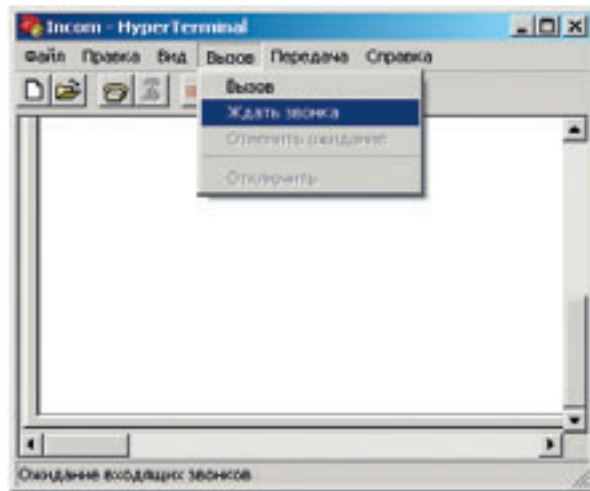 Incom - HyperTerminal
Файл Правка Вид Вызов Передача Справка
Вызов
Ждать звонка
Отменить ожидание
Отключить
Ожидание входящих звонков